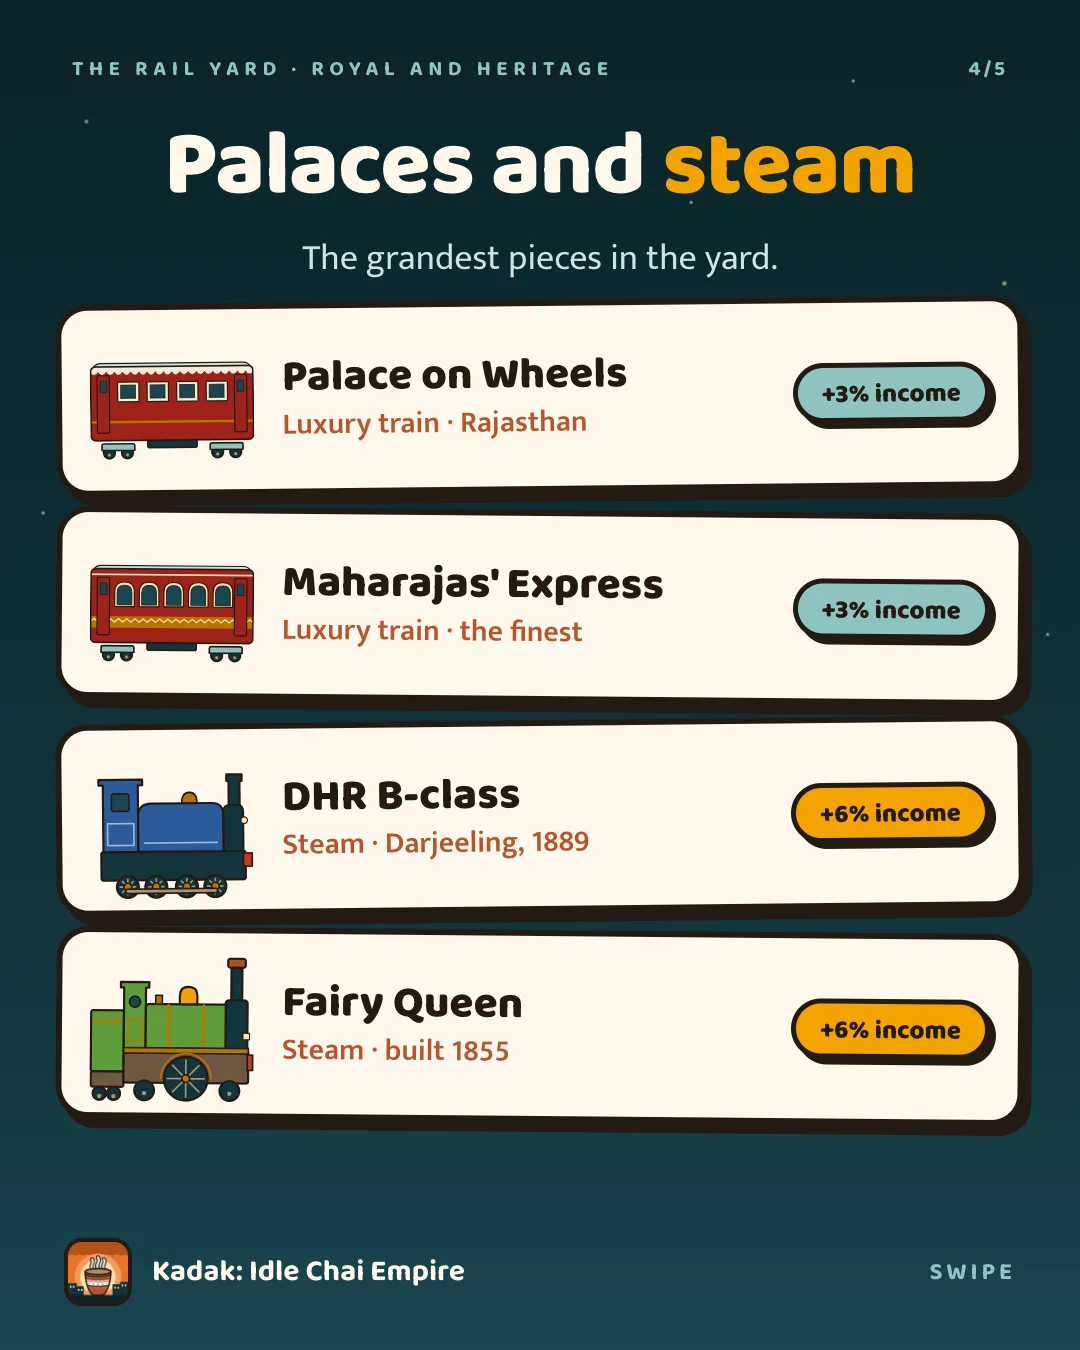 THE RAIL YARD · ROYAL AND HERITAGE
4/5
Palaces and steam
The grandest pieces in the yard.
Palace on Wheels
Luxury train · Rajasthan
+3% income
Maharajas' Express
Luxury train · the finest
+3% income
DHR B-class
Steam · Darjeeling, 1889
+6% income
Fairy Queen
Steam · built 1855
+6% income
Kadak: Idle Chai Empire
SWIPE